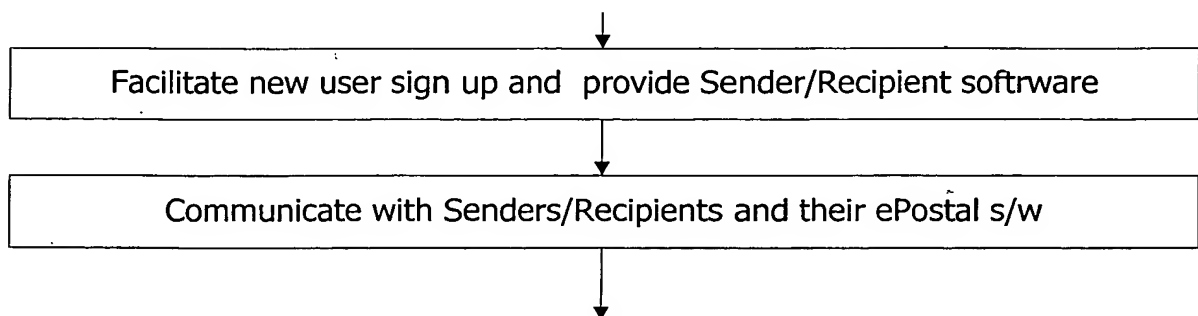 Facilitate new user sign up and provide Sender/Recipient softrware
Communicate with Senders/Recipients and their ePostal s/w